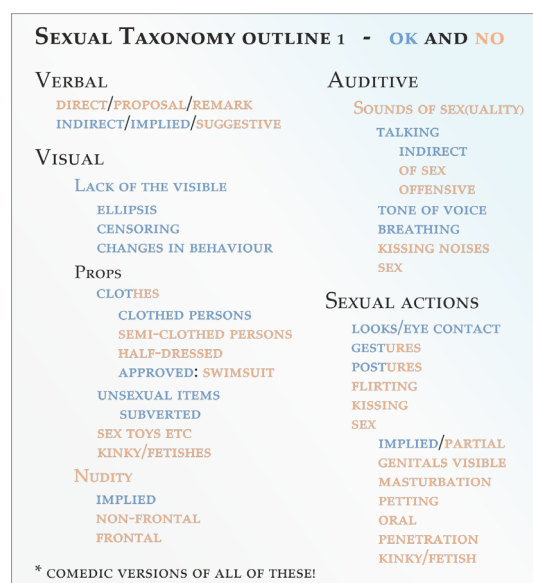 Sexual Taxonomy outline 1 - OK and NO
Verbal
direct/proposal/remark
indirect/implied/suggestive
Visual
Lack of the visible
ellipsis
censoring
changes in behaviour
Props
clothes
clothed persons
semi-clothed persons
half-dressed
approved: swimsuit
unsexual items
subverted
sex toys etc
kinky/fetishes
Nudity
implied
non-frontal
frontal
* comedic versions of all of these!
Auditive
Sounds of sex(uality)
talking
indirect
of sex
offensive
tone of voice
breathing
kissing noises
sex
Sexual actions
looks/eye contact
gestures
postures
flirting
kissing
sex
implied/partial
genitals visible
masturbation
petting
oral
penetration
kinky/fetish